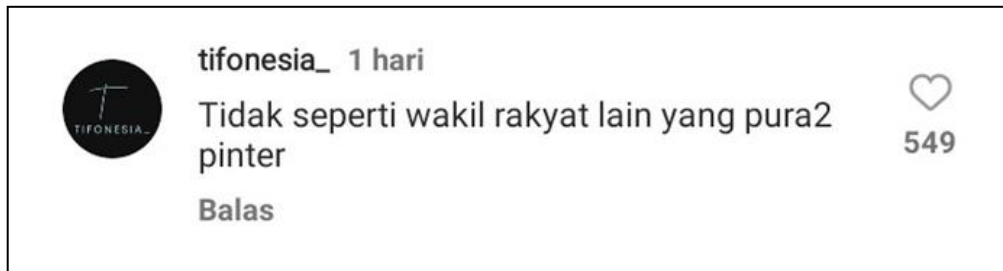 tifonesia_ 1 hari
T
TIFONESIA_
Tidak seperti wakil rakyat lain yang pura2
pinter
549
Balas